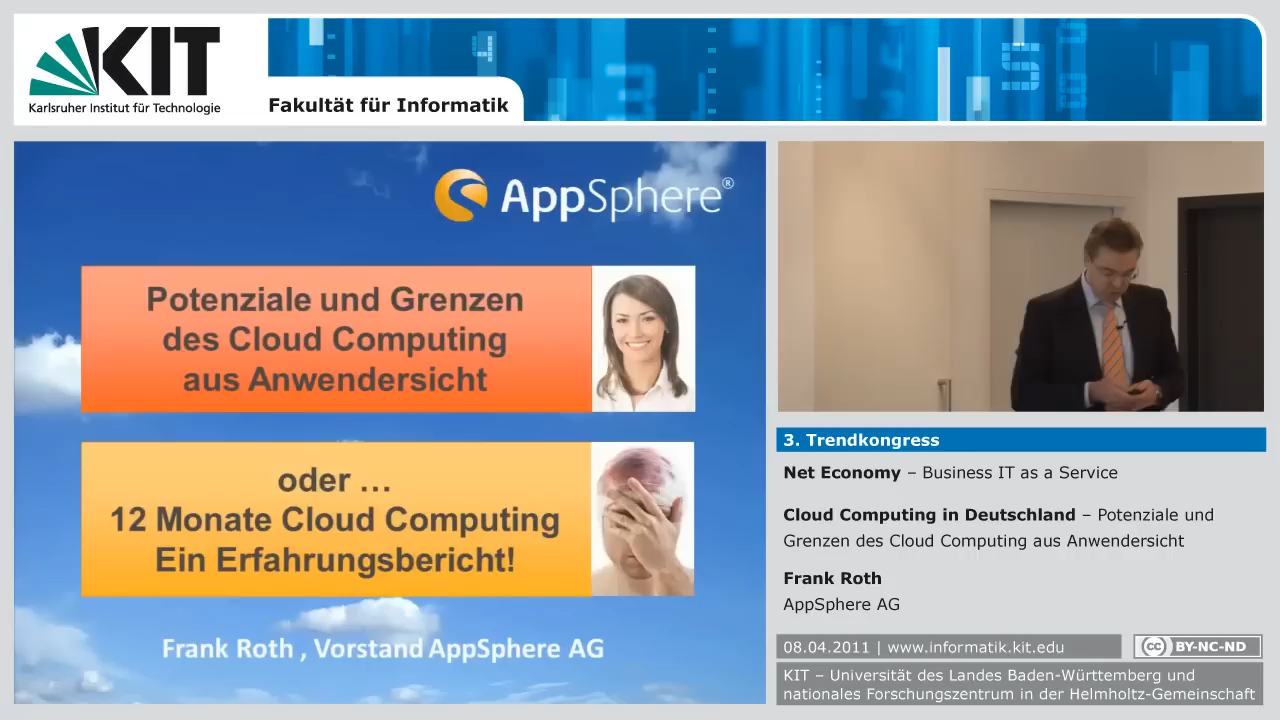 KIT
Karlsruher Institut für Technologie
Fakultät für Informatik
AppSphere®
Potenziale und Grenzen
des Cloud Computing
aus Anwendersicht
oder …
12 Monate Cloud Computing
Ein Erfahrungsbericht!
Frank Roth , Vorstand AppSphere AG
3. Trendkongress
Net Economy – Business IT as a Service
Cloud Computing in Deutschland – Potenziale und
Grenzen des Cloud Computing aus Anwendersicht
Frank Roth
AppSphere AG
08.04.2011 | www.informatik.kit.edu
cc BY-NC-ND
KIT – Universität des Landes Baden-Württemberg und
nationales Forschungszentrum in der Helmholtz-Gemeinschaft